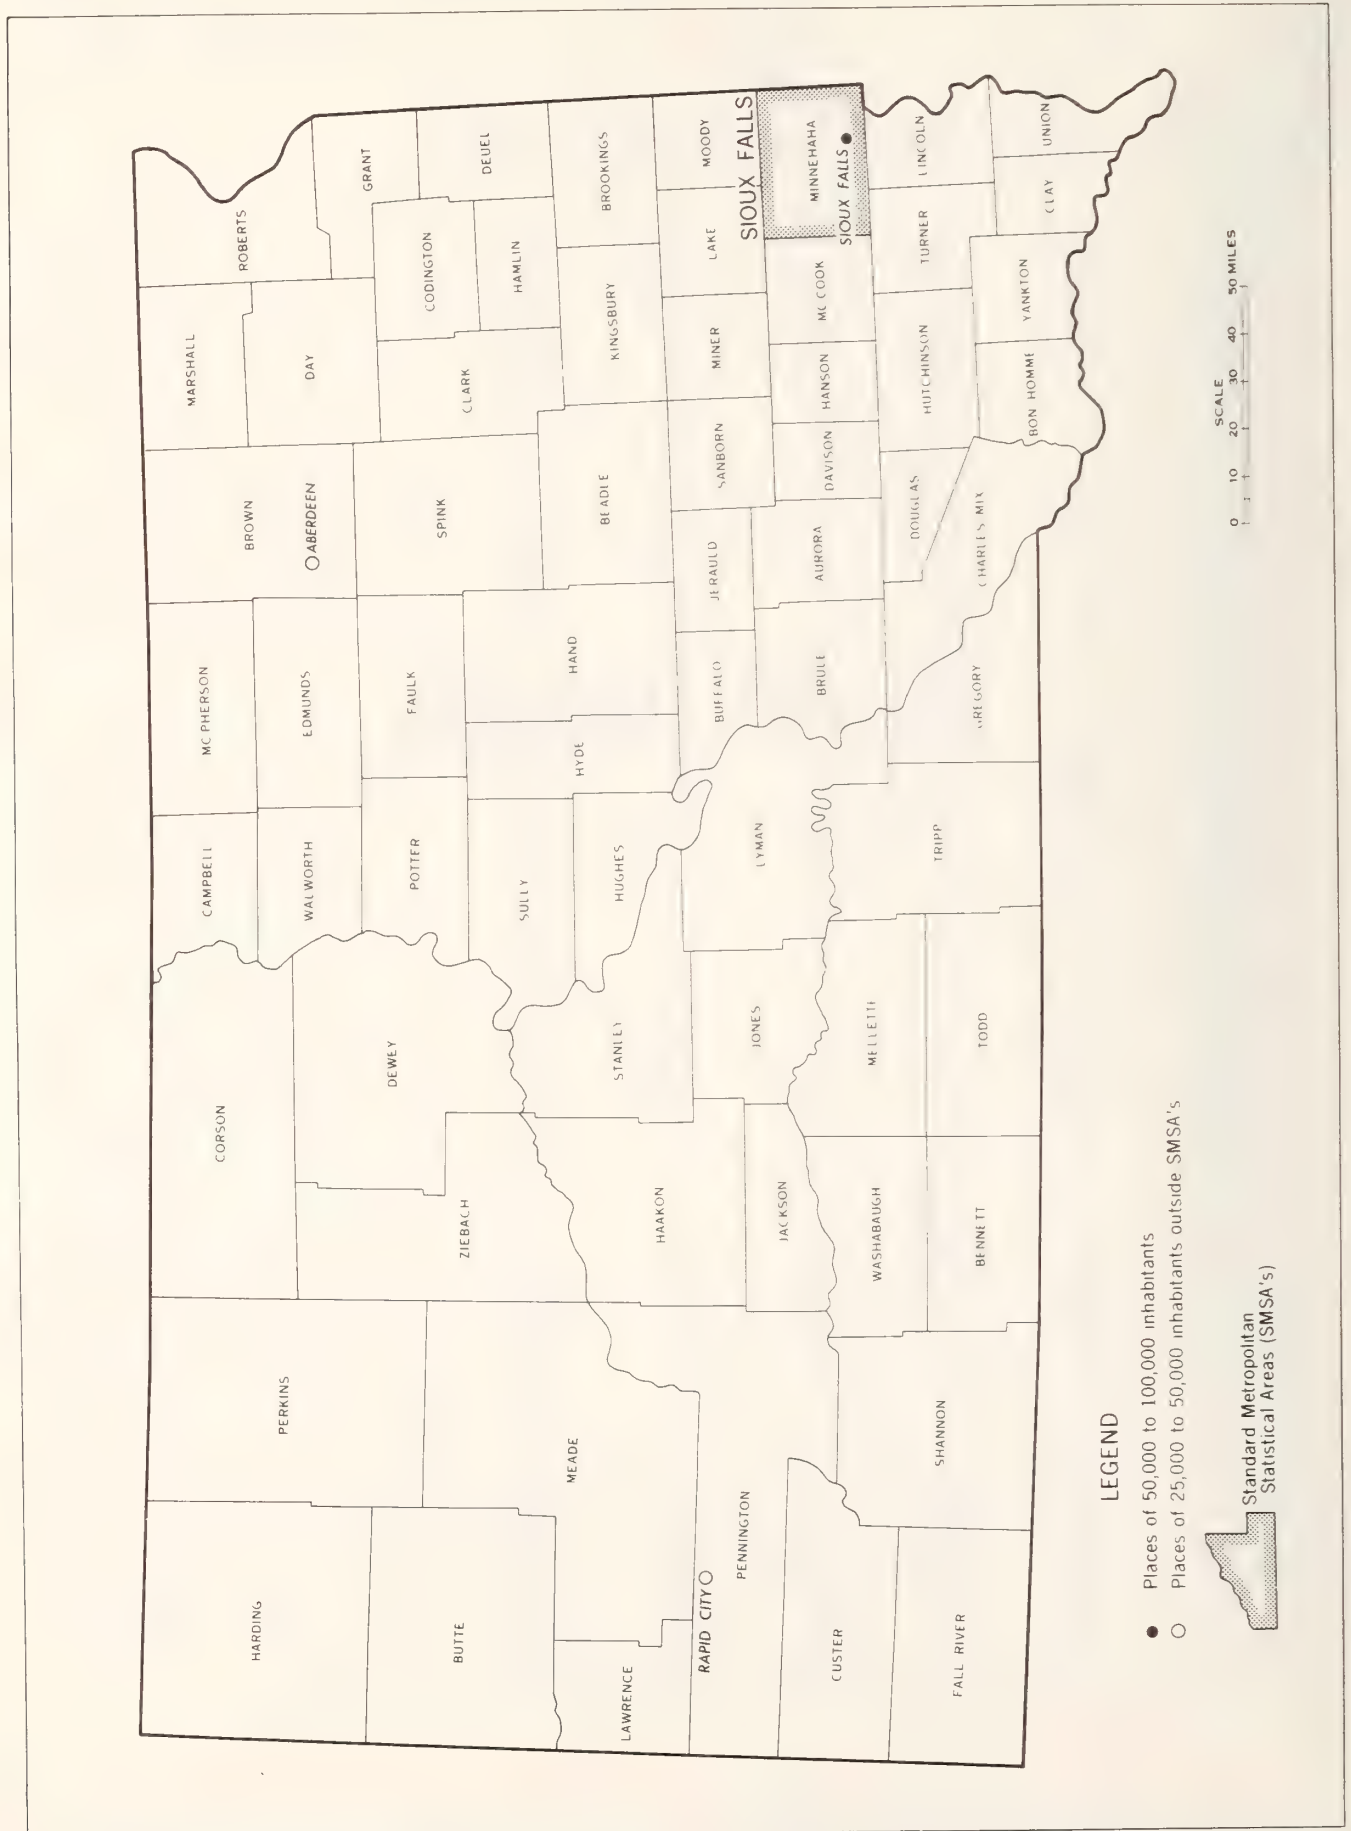 HARDING
PERKINS
CORSON
CAMPBELL
MC PHERSON
BROWN
MARSHALL
ROBERTS
WALWORTH
EDMUNDS
ABERDEEN
DAY
GRANT
BUTTE
MEADE
ZIEBACH
DEWEY
POTTER
FAULK
SPINK
CLARK
CODINGTON
DEUEL
HAMLIN
LAWRENCE
SULLY
HYDE
HAND
BEADLE
KINGSBURY
BROOKINGS
HAAKON
STANLEY
HUGHES
RAPID CITY
PENNINGTON
JACKSON
JONES
LYMAN
BUFFALO
JERAULD
SANBORN
MINER
LAKE
MOODY
SIOUX FALLS
CUSTER
WASHABAUGH
MELLETTE
BRULE
AURORA
DAVISON
HANSON
MC COOK
MINNEHAHA
SIOUX FALLS
FALL RIVER
SHANNON
BENNETT
TODD
TRIPP
GREGORY
CHARLES MIX
DOUGLAS
HUTCHINSON
TURNER
LINCOLN
BON HOMME
YANKTON
CLAY
UNION
LEGEND
Places of 50,000 to 100,000 inhabitants
Places of 25,000 to 50,000 inhabitants outside SMSA's
Standard Metropolitan
Statistical Areas (SMSA's)
SCALE
0 10 20 30 40 50 MILES